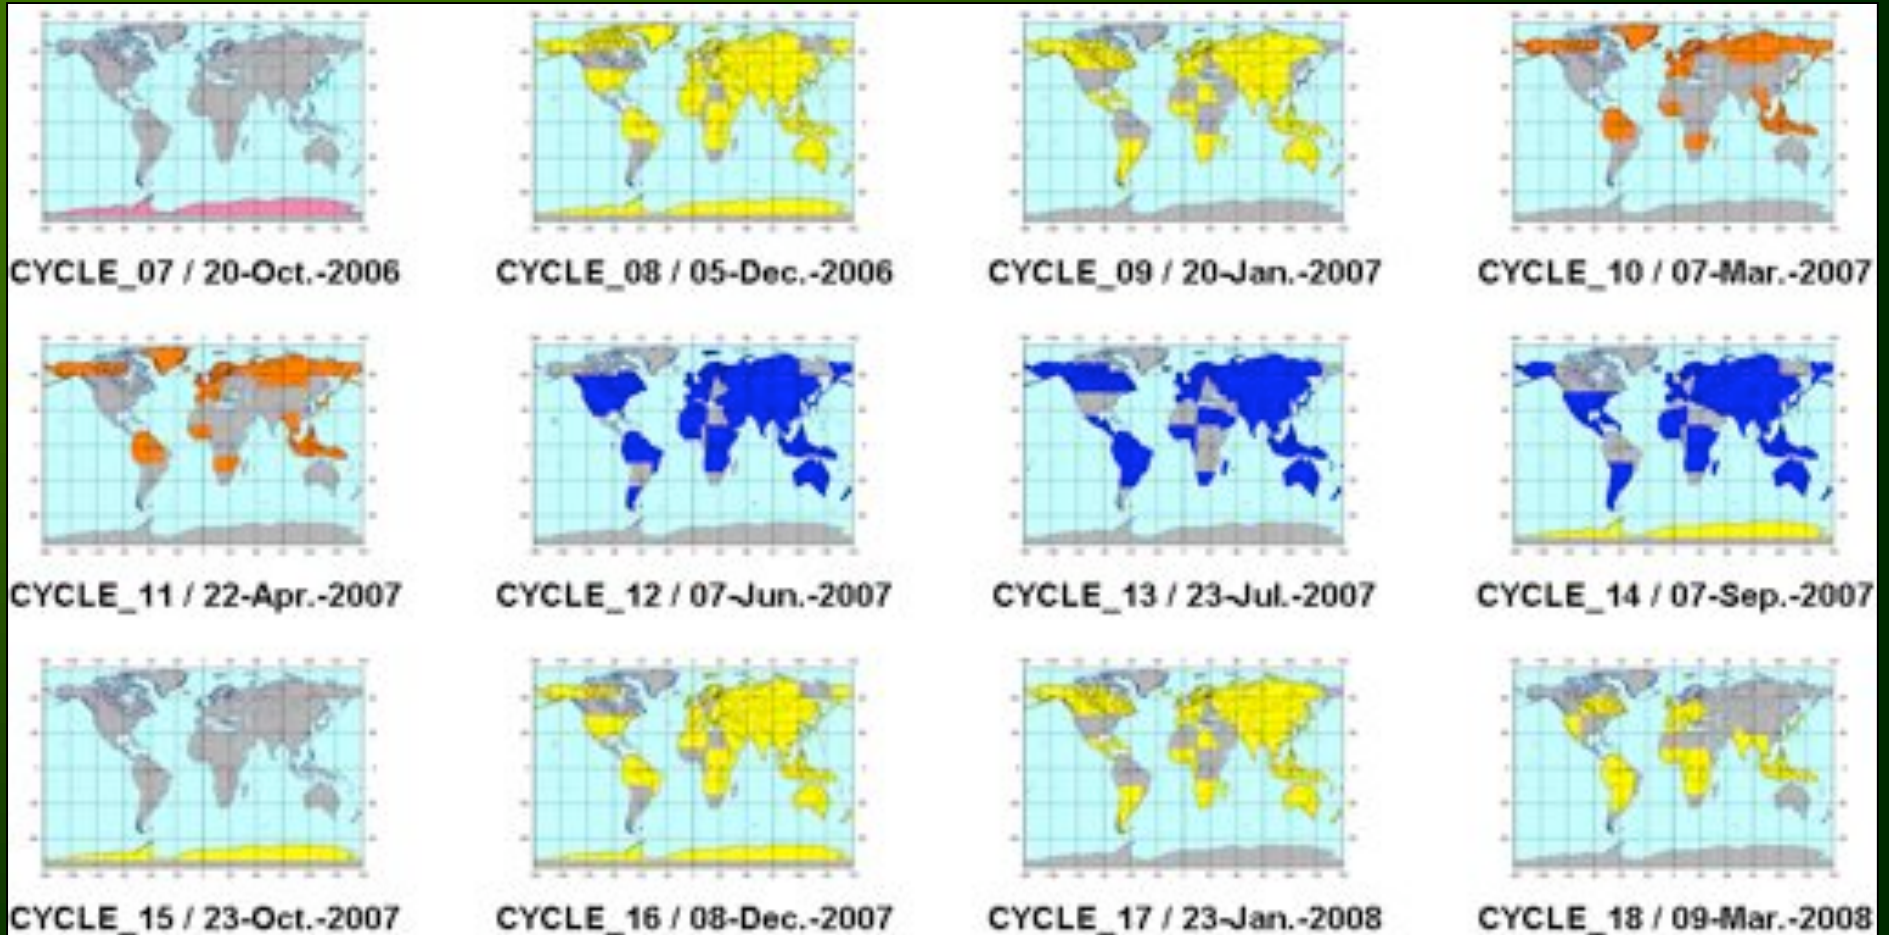 CYCLE_07 / 20-Oct.-2006
CYCLE_08 / 05-Dec.-2006
CYCLE_09 / 20-Jan.-2007
CYCLE_10 / 07-Mar.-2007
CYCLE_11 / 22-Apr.-2007
CYCLE_12 / 07-Jun.-2007
CYCLE_13 / 23-Jul.-2007
CYCLE_14 / 07-Sep.-2007
CYCLE_15 / 23-Oct.-2007
CYCLE_16 / 08-Dec.-2007
CYCLE_17 / 23-Jan.-2008
CYCLE_18 / 09-Mar.-2008